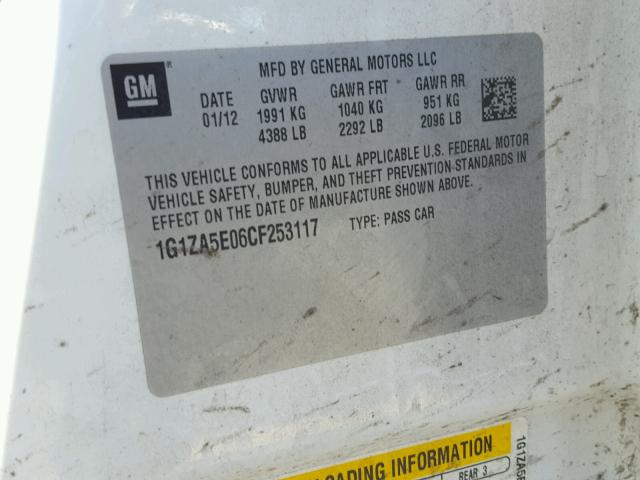 GM
MFD BY GENERAL MOTORS LLC
DATE GVWR GAWR FRT GAWR RR
01/12 1991 KG 1040 KG 951 KG
4388 LB 2292 LB 2096 LB
THIS VEHICLE CONFORMS TO ALL APPLICABLE U.S. FEDERAL MOTOR
VEHICLE SAFETY, BUMPER, AND THEFT PREVENTION STANDARDS IN
EFFECT ON THE DATE OF MANUFACTURE SHOWN ABOVE.
1G1ZA5E06CF253117 TYPE: PASS CAR
LOADING INFORMATION
REAR 3
1G1ZA5